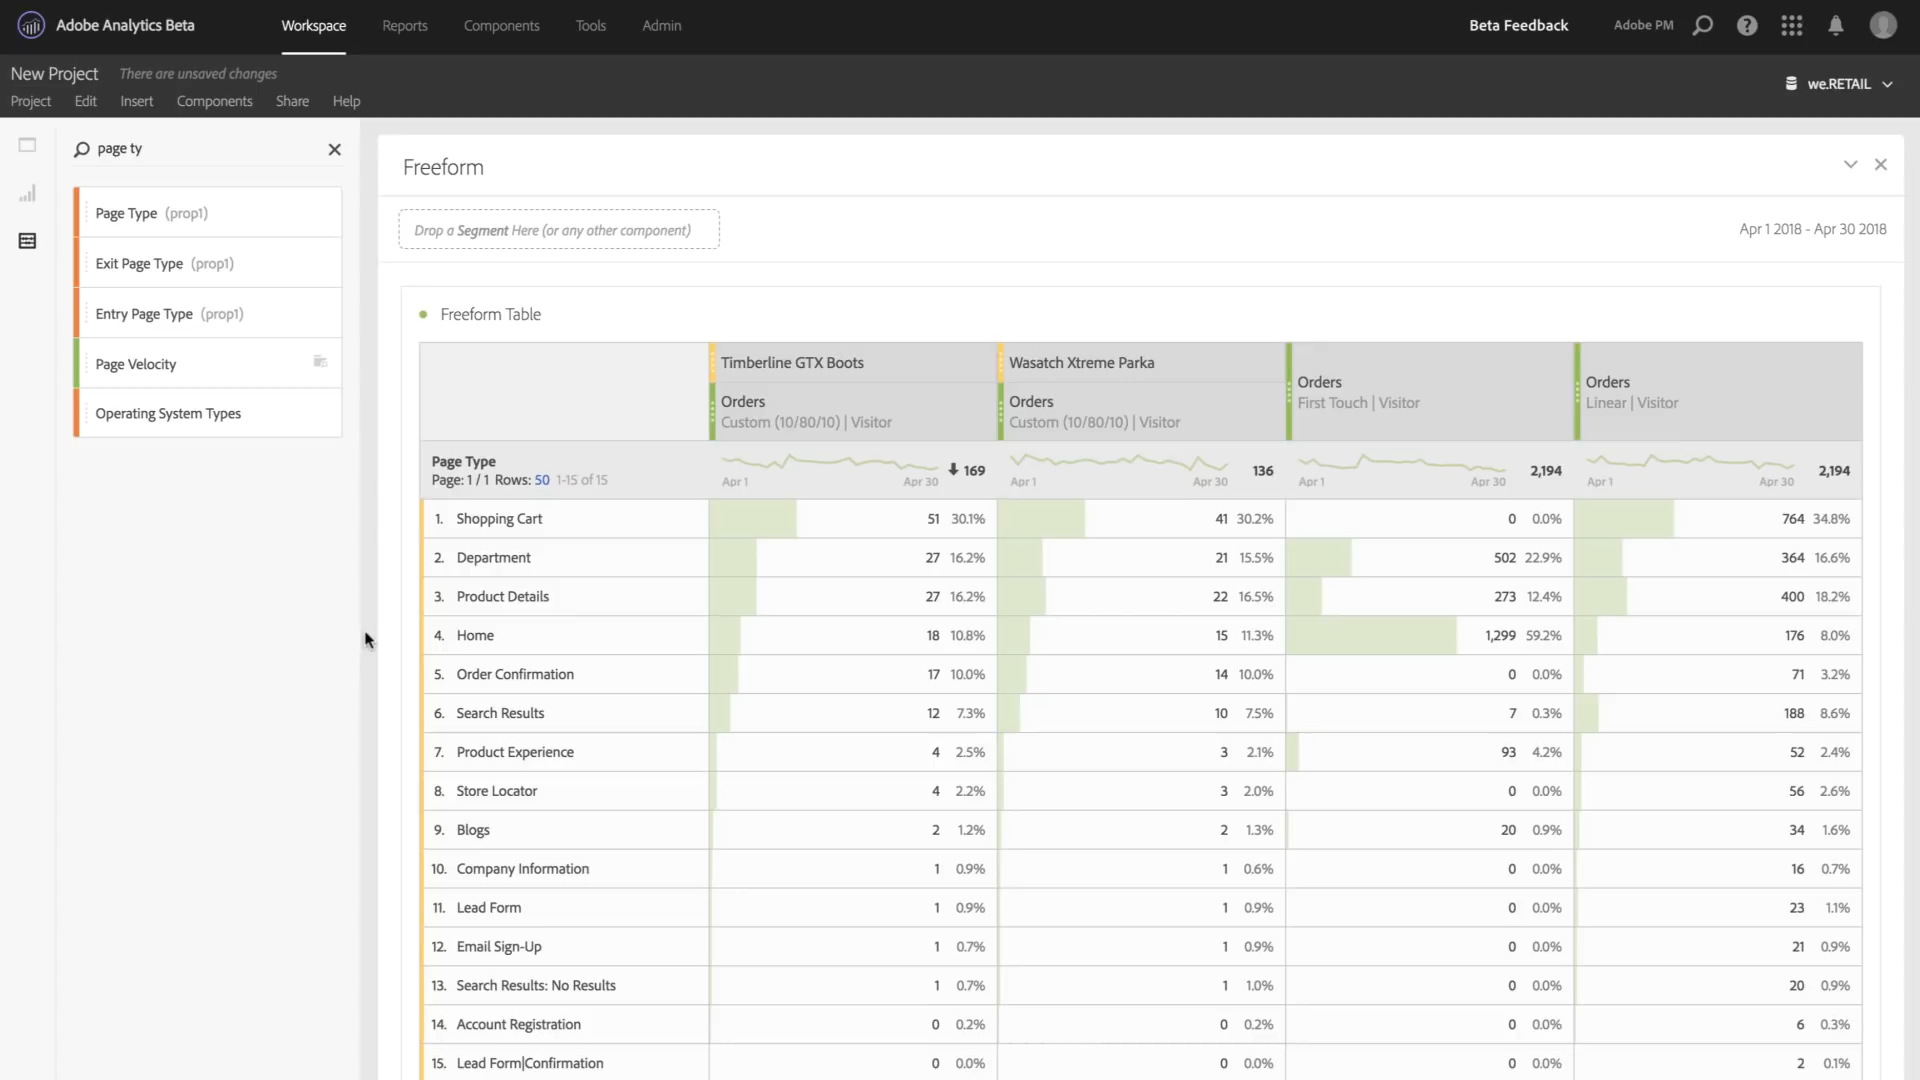 Adobe Analytics Beta
Workspace
Reports
Components
Tools
Admin
Beta Feedback
Adobe PM
New Project
There are unsaved changes
Project
Edit
Insert
Components
Share
Help
we.RETAIL
page ty
Page Type (prop1)
Exit Page Type (prop1)
Entry Page Type (prop1)
Page Velocity
Operating System Types
Freeform
Drop a Segment Here (or any other component)
Apr 1 2018 - Apr 30 2018
Freeform Table
Timberline GTX Boots
Orders
Custom (10/80/10) | Visitor
Wasatch Xtreme Parka
Orders
Custom (10/80/10) | Visitor
Orders
First Touch | Visitor
Orders
Linear | Visitor
Page Type
Page: 1 / 1 Rows: 50 1-15 of 15
Apr 1 Apr 30 169
Apr 1 Apr 30 136
Apr 1 Apr 30 2,194
Apr 1 Apr 30 2,194
1. Shopping Cart 51 30.1% 41 30.2% 0 0.0% 764 34.8%
2. Department 27 16.2% 21 15.5% 502 22.9% 364 16.6%
3. Product Details 27 16.2% 22 16.5% 273 12.4% 400 18.2%
4. Home 18 10.8% 15 11.3% 1,299 59.2% 176 8.0%
5. Order Confirmation 17 10.0% 14 10.0% 0 0.0% 71 3.2%
6. Search Results 12 7.3% 10 7.5% 7 0.3% 188 8.6%
7. Product Experience 4 2.5% 3 2.1% 93 4.2% 52 2.4%
8. Store Locator 4 2.2% 3 2.0% 0 0.0% 56 2.6%
9. Blogs 2 1.2% 2 1.3% 20 0.9% 34 1.6%
10. Company Information 1 0.9% 1 0.6% 0 0.0% 16 0.7%
11. Lead Form 1 0.9% 1 0.9% 0 0.0% 23 1.1%
12. Email Sign-Up 1 0.7% 1 0.9% 0 0.0% 21 0.9%
13. Search Results: No Results 1 0.7% 1 1.0% 0 0.0% 20 0.9%
14. Account Registration 0 0.2% 0 0.2% 0 0.0% 6 0.3%
15. Lead Form|Confirmation 0 0.0% 0 0.0% 0 0.0% 2 0.1%